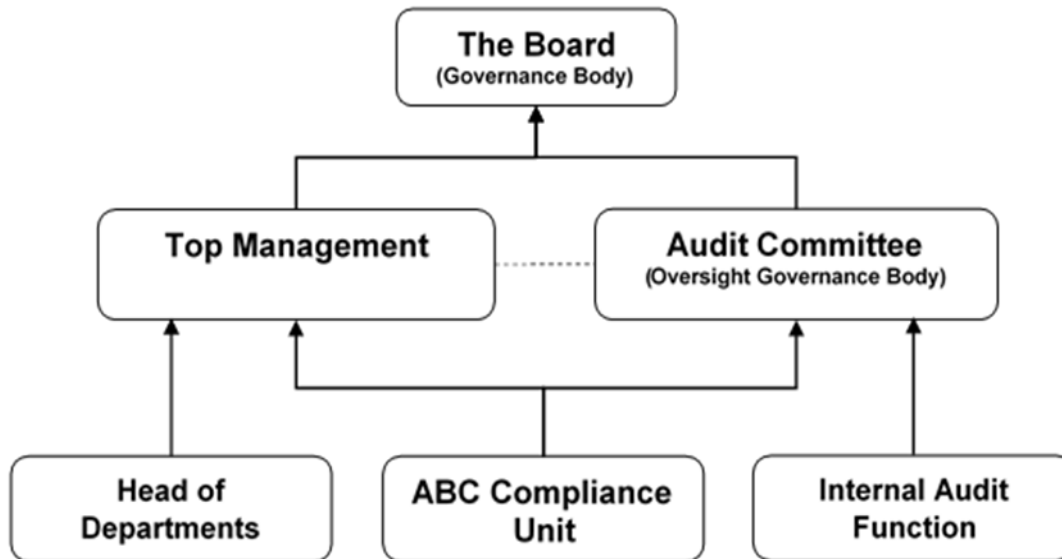 The Board
(Governance Body)
Top Management
Audit Committee
(Oversight Governance Body)
Head of
Departments
ABC Compliance
Unit
Internal Audit
Function